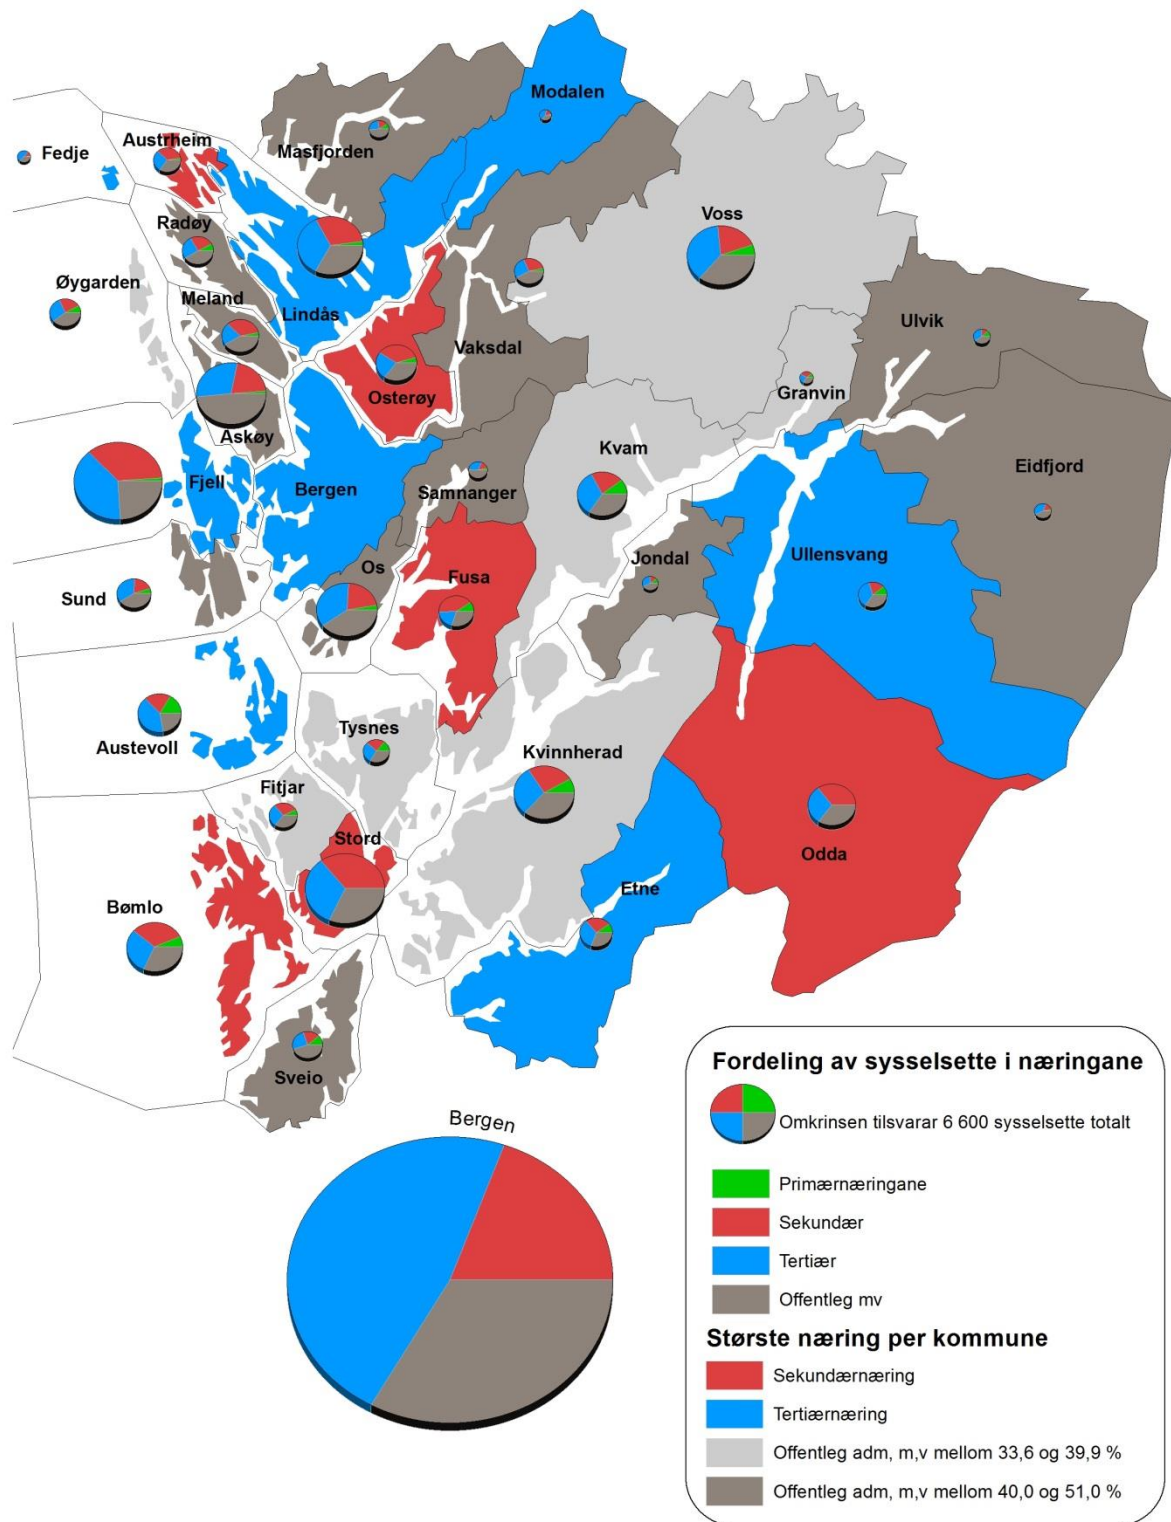 Modalen
Austrheim
Fedje
Masfjorden
Radøy
Voss
Øygarden
Meland
Lindås
Ulvik
Vaksdal
Osterøy
Granvin
Askøy
Kvam
Fjell
Bergen
Eidfjord
Samnanger
Jondal
Os
Fusa
Ullensvang
Sund
Tysnes
Austevoll
Kvinnherad
Fitjar
Stord
Odda
Etne
Bømlo
Sveio
Bergen
Fordeling av sysselsette i næringane
Omkrinsen tilsvarar 6 600 sysselsette totalt
Primærnæringane
Sekundær
Tertiær
Offentleg mv
Største næring per kommune
Sekundærnæring
Tertiærnæring
Offentleg adm, m,v mellom 33,6 og 39,9 %
Offentleg adm, m,v mellom 40,0 og 51,0 %